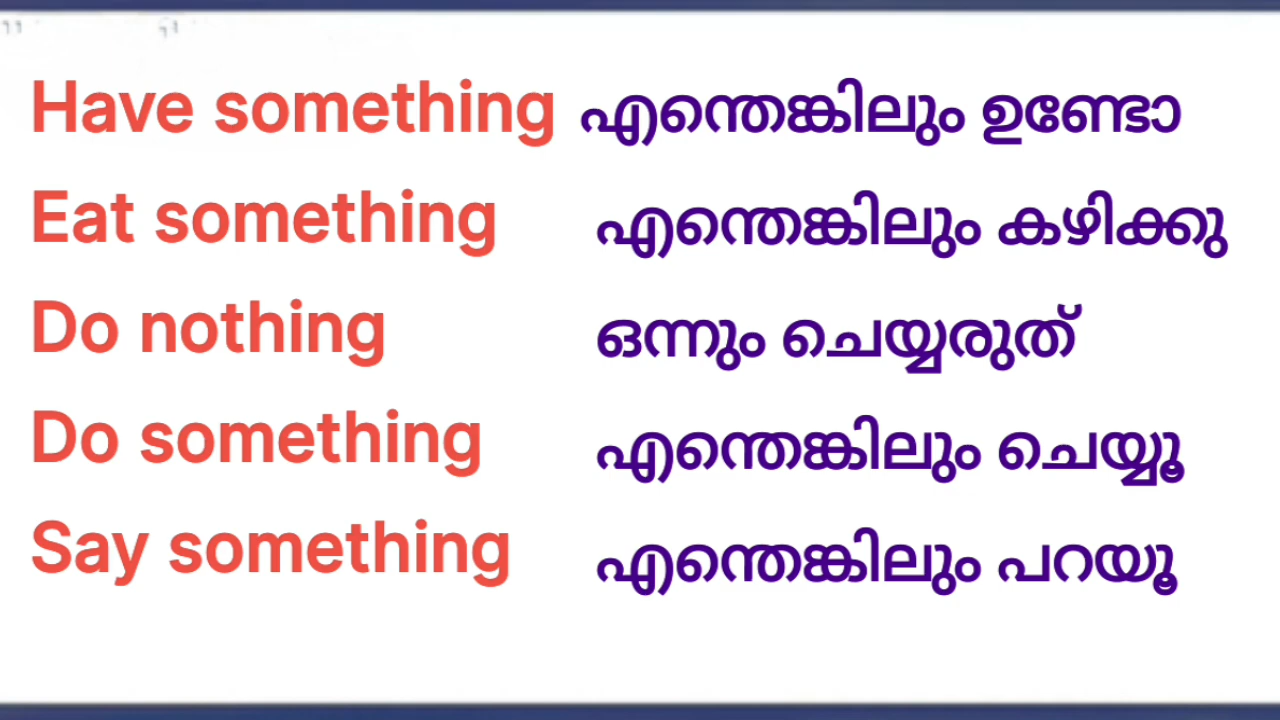 Have something എന്തെങ്കിലും ഉണ്ടോ
Eat something എന്തെങ്കിലും കഴിക്കു
Do nothing ഒന്നും ചെയ്യരുത്
Do something എന്തെങ്കിലും ചെയ്യൂ
Say something എന്തെങ്കിലും പറയൂ